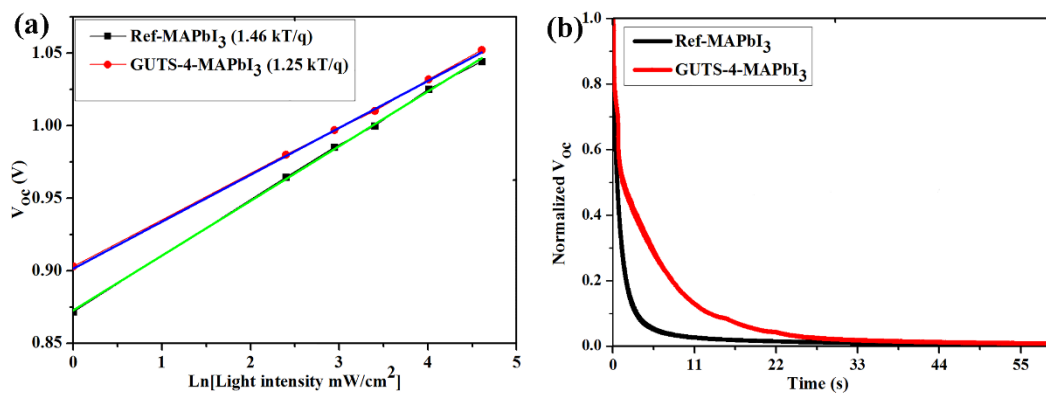 (a)
Ref-MAPbI3 (1.46 kT/q)
GUTS-4-MAPbI3 (1.25 kT/q)
1.05
1.00
0.95
0.90
0.85
VOC (V)
0 1 2 3 4 5
Ln[Light intensity mW/cm2]
(b)
Ref-MAPbI3
GUTS-4-MAPbI3
0.8
0.6
0.4
0.2
0.0
Normalized VOC
0 11 22 33 44 55
Time (s)